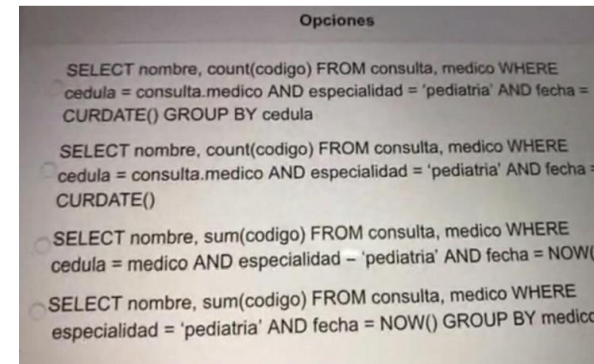 Opciones
SELECT nombre, count(codigo) FROM consulta, medico WHERE
cedula = consulta.medico AND especialidad = 'pediatria' AND fecha =
CURDATE() GROUP BY cedula
SELECT nombre, count(codigo) FROM consulta, medico WHERE
cedula = consulta.medico AND especialidad = 'pediatria' AND fecha =
CURDATE()
SELECT nombre, sum(codigo) FROM consulta, medico WHERE
cedula = medico AND especialidad = 'pediatria' AND fecha = NOW(
SELECT nombre, sum(codigo) FROM consulta, medico WHERE
especialidad = 'pediatria' AND fecha = NOW() GROUP BY medico